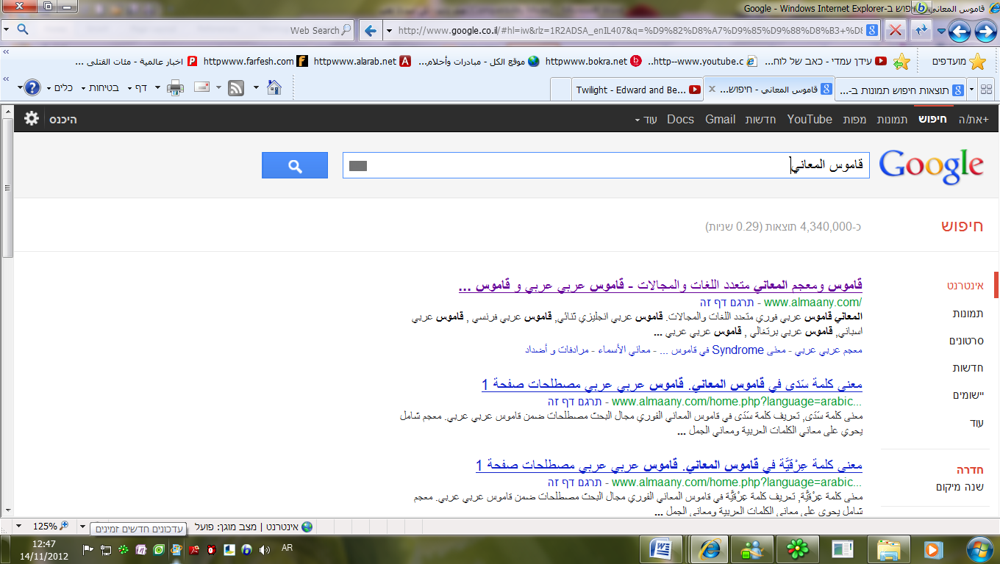 قاموس المعاني - חיפוש ב-Google - Windows Internet Explorer
http://www.google.co.il/#hl=iw&rlz=1R2ADSA_enIL407&q=%D9%82%D8%A7%D9%85%D9%88%D8%B3+%D8
Web Search
מועדפים
עידן עמדי - כאב של לוח...
http--www.youtube.c...
httpwww.bokra.net
موقع الكل - مبادرات وأحلام...
httpwww.alarab.net
httpwww.farfesh.com
اخبار عالمية - مئات القتلى ...
תוצאות חיפוש תמונות ב-...
قاموس المعاني - חיפוש...
Twilight - Edward and Be...
דף
בטיחות
כלים
+את/ה
חיפוש
תמונות
מפות
YouTube
חדשות
Gmail
Docs
עוד
היכנס
Google
قاموس المعاني
חיפוש
כ-4,340,000 תוצאות (0.29 שניות)
אינטרנט
תמונות
סרטונים
חדשות
יישומים
עוד
חדרה
שנה מיקום
قاموس ومعجم المعاني متعدد اللغات والمجالات - قاموس عربي عربي و قاموس ...
www.almaany.com/ - תרגם דף זה
المعاني قاموس عربي فوري متعدد اللغات والمجالات. قاموس عربي انجليزي ثنائي, قاموس عربي فرنسي , قاموس عربي
اسباني, قاموس عربي برتغالي , قاموس عربي عربي ...
معجم عربي عربي - معنى Syndrome في قاموس ... - معاني الأسماء - مرادفات و أضداد
معنى كلمة سَدَى في قاموس المعاني. قاموس عربي عربي مصطلحات صفحة 1
www.almaany.com/home.php?language=arabic... - תרגם דף זה
معنى كلمة سَدَى, تعريف كلمة سَدَى في قاموس المعاني الفوري مجال البحث مصطلحات ضمن قاموس عربي عربي. معجم شامل
يحوي على معاني الكلمات العربية ومعاني الجمل ...
معنى كلمة عِرْقيَّة في قاموس المعاني. قاموس عربي عربي مصطلحات صفحة 1
www.almaany.com/home.php?language=arabic... - תרגם דף זה
معنى كلمة عِرْقيَّة, تعريف كلمة عِرْقيَّة في قاموس المعاني الفوري مجال البحث مصطلحات ضمن قاموس عربي عربي. معجم
شامل يحوي على معاني الكلمات العربية ومعاني الجمل ...
אינטרנט | מצב מוגן: פועל
עדכונים חדשים זמינים
125%
AR
12:47
14/11/2012